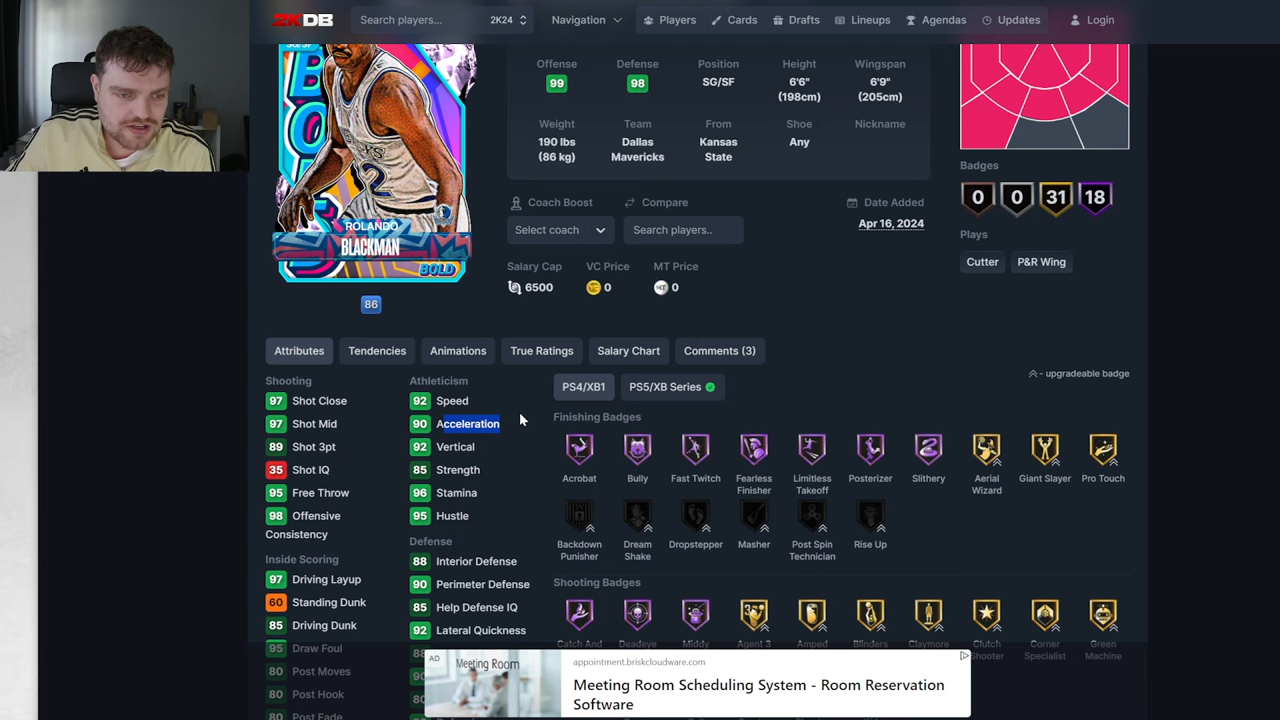 2KDB
Search players...
2K24
Navigation
Players
Cards
Drafts
Lineups
Agendas
Updates
Login
ROLANDO
BLACKMAN
BOLD
86
Offense
Defense
Position
Height
Wingspan
99
98
SG/SF
6'6"
(198cm)
6'9"
(205cm)
Weight
Team
From
Shoe
Nickname
190 lbs
(86 kg)
Dallas
Mavericks
Kansas
State
Any
Coach Boost
Compare
Date Added
Select coach
Search players..
Apr 16, 2024
Salary Cap
VC Price
MT Price
6500
0
0
Badges
0
0
31
18
Plays
Cutter
P&R Wing
Attributes
Tendencies
Animations
True Ratings
Salary Chart
Comments (3)
- upgradeable badge
Shooting
97 Shot Close
97 Shot Mid
89 Shot 3pt
35 Shot IQ
95 Free Throw
98 Offensive
Consistency
Inside Scoring
97 Driving Layup
60 Standing Dunk
85 Driving Dunk
95 Draw Foul
80 Post Moves
80 Post Hook
80 Post Fade
Athleticism
92 Speed
90 Acceleration
92 Vertical
85 Strength
96 Stamina
95 Hustle
Defense
88 Interior Defense
90 Perimeter Defense
85 Help Defense IQ
92 Lateral Quickness
PS4/XB1
PS5/XB Series
Finishing Badges
Acrobat
Bully
Fast Twitch
Fearless
Finisher
Limitless
Takeoff
Posterizer
Slithery
Aerial
Wizard
Giant Slayer
Pro Touch
Backdown
Punisher
Dream
Shake
Dropstepper
Masher
Post Spin
Technician
Rise Up
Shooting Badges
Catch And
Deadeye
Middy
Agent 3
Amped
Blinders
Claymore
Clutch
Shooter
Corner
Specialist
Green
Machine
AD
Meeting Room
appointment.briskcloudware.com
Meeting Room Scheduling System - Room Reservation
Software